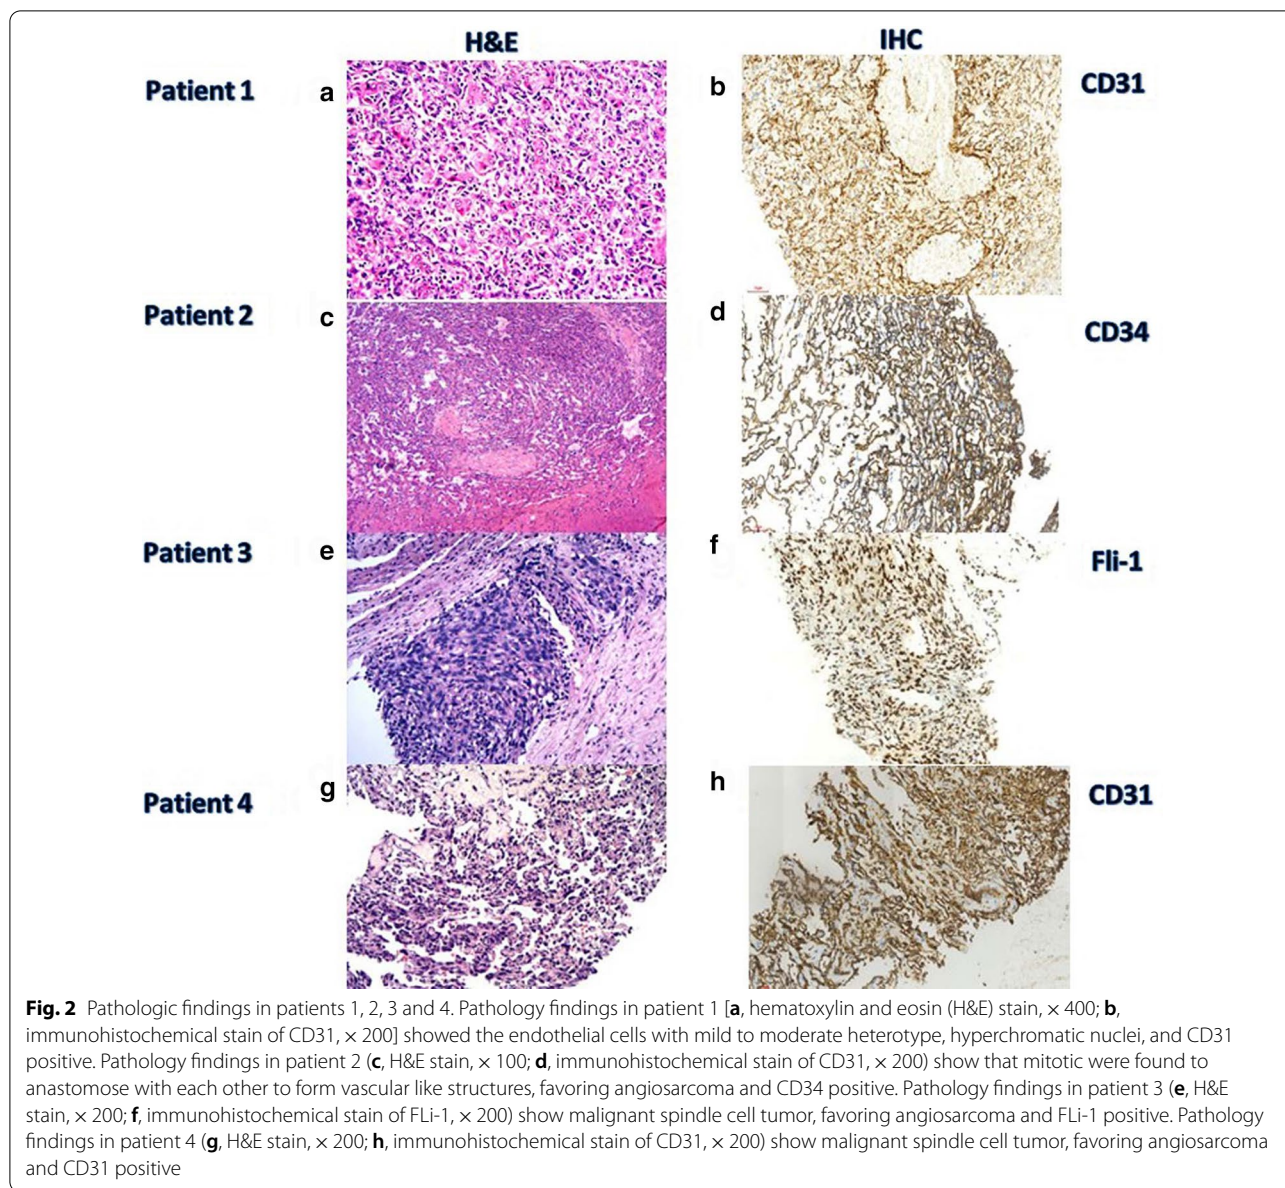 H&E
IHC
Patient 1
a
b
CD31
Patient 2
c
d
CD34
Patient 3
e
f
Fli-1
Patient 4
g
h
CD31
Fig. 2 Pathologic findings in patients 1, 2, 3 and 4. Pathology findings in patient 1 [a, hematoxylin and eosin (H&E) stain, × 400; b,
immunohistochemical stain of CD31, × 200] showed the endothelial cells with mild to moderate heterotype, hyperchromatic nuclei, and CD31
positive. Pathology findings in patient 2 (c, H&E stain, × 100; d, immunohistochemical stain of CD31, × 200) show that mitotic were found to
anastomose with each other to form vascular like structures, favoring angiosarcoma and CD34 positive. Pathology findings in patient 3 (e, H&E
stain, × 200; f, immunohistochemical stain of FLi-1, × 200) show malignant spindle cell tumor, favoring angiosarcoma and FLi-1 positive. Pathology
findings in patient 4 (g, H&E stain, × 200; h, immunohistochemical stain of CD31, × 200) show malignant spindle cell tumor, favoring angiosarcoma
and CD31 positive